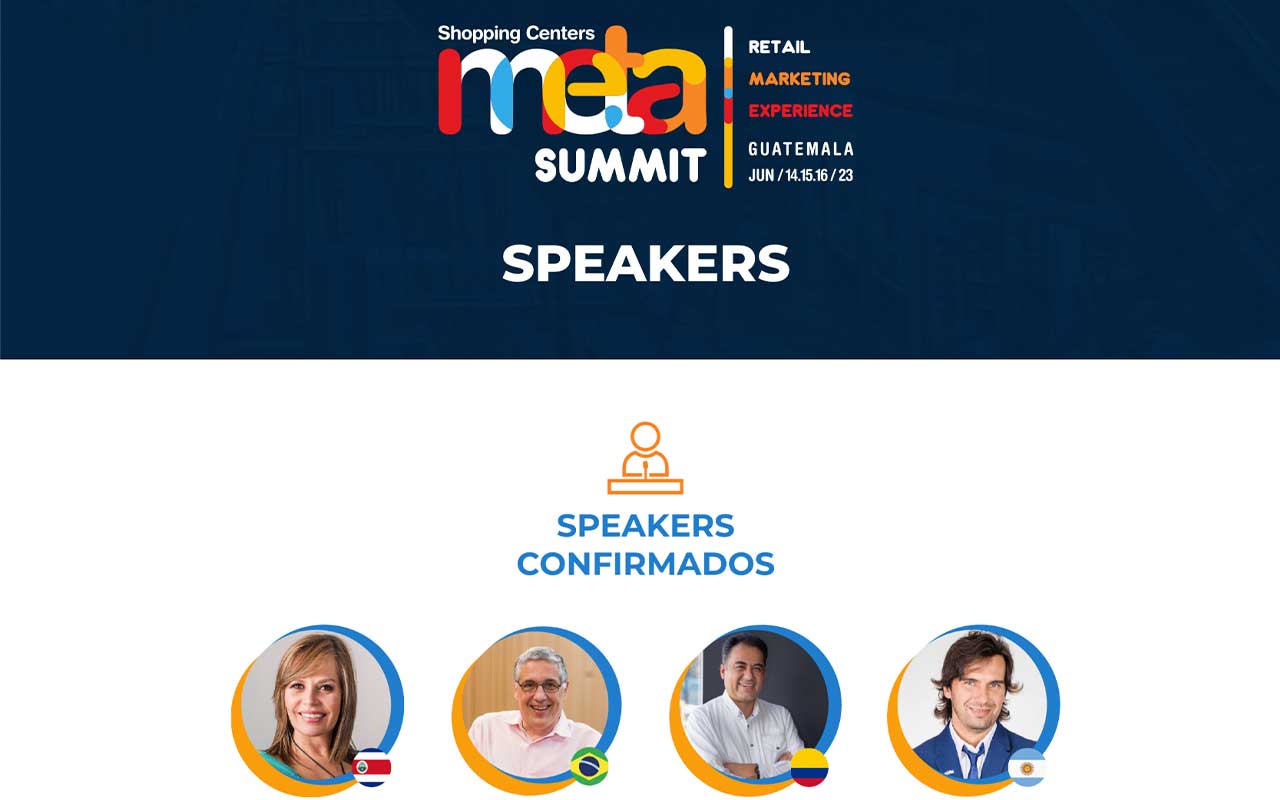 Shopping Centers
meta
SUMMIT
RETAIL
MARKETING
EXPERIENCE
GUATEMALA
JUN / 14.15.16 / 23
SPEAKERS
SPEAKERS
CONFIRMADOS